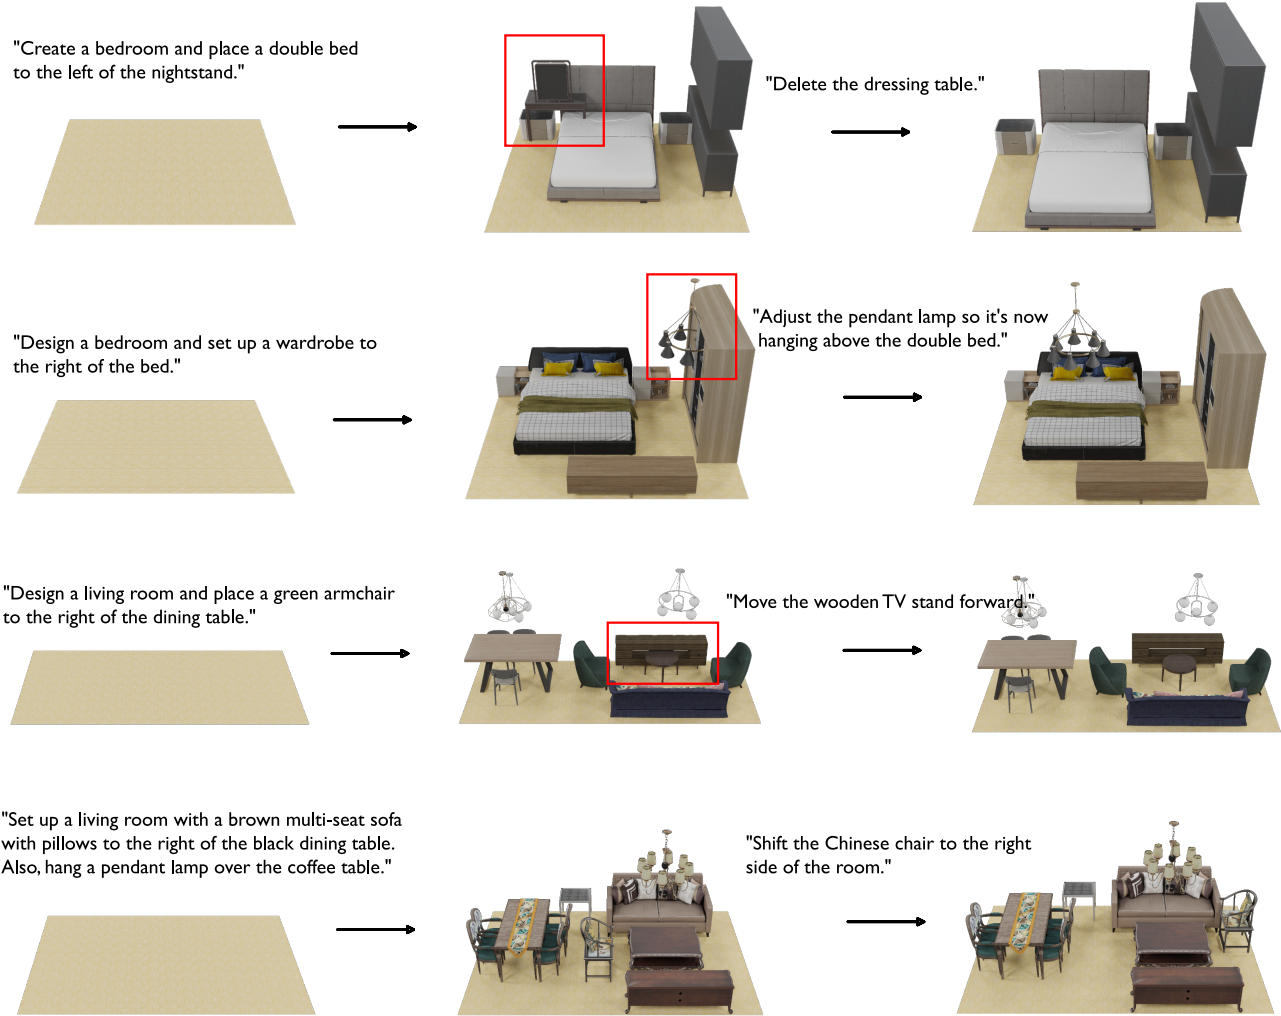 "Create a bedroom and place a double bed
to the left of the nightstand."
"Delete the dressing table."
"Design a bedroom and set up a wardrobe to
the right of the bed."
"Adjust the pendant lamp so it's now
hanging above the double bed."
"Design a living room and place a green armchair
to the right of the dining table."
"Move the wooden TV stand forward."
"Set up a living room with a brown multi-seat sofa
with pillows to the right of the black dining table.
Also, hang a pendant lamp over the coffee table."
"Shift the Chinese chair to the right
side of the room."